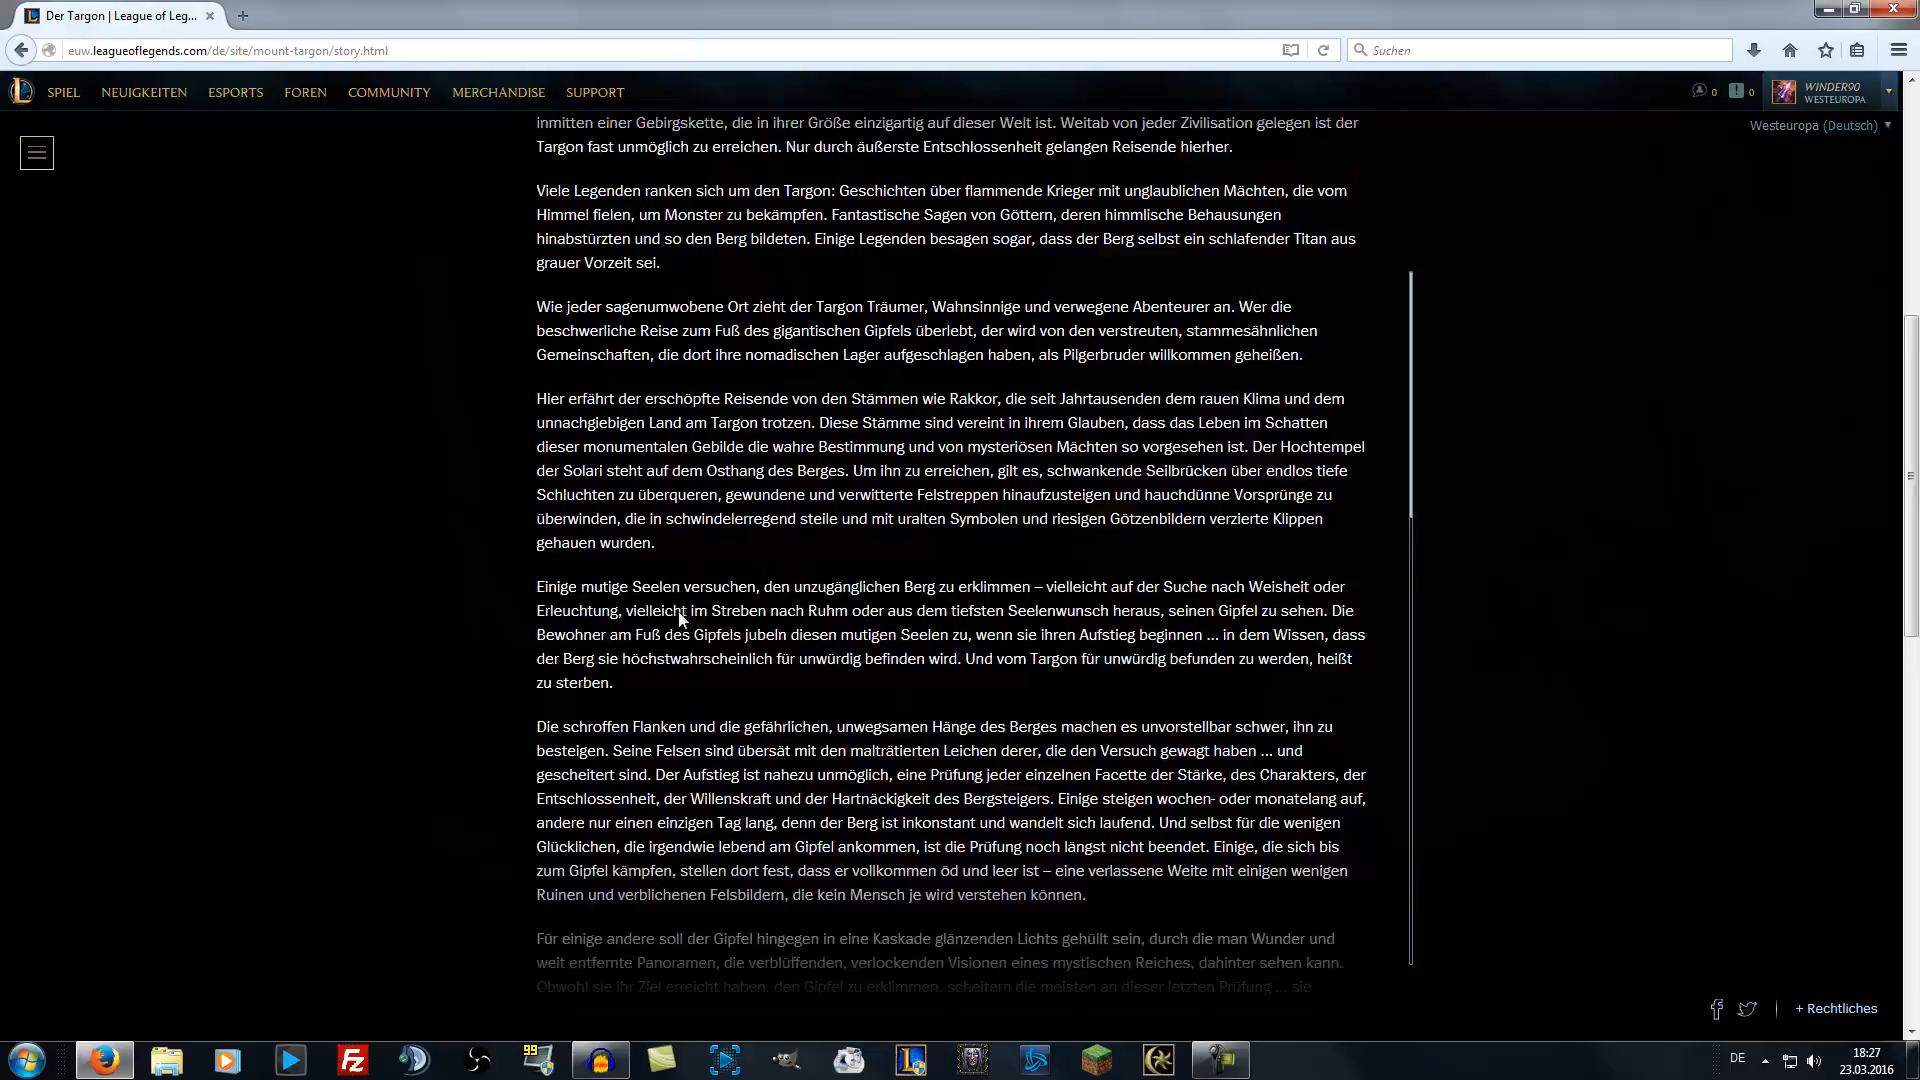 Der Targon | League of Leg...
euw.leagueoflegends.com/de/site/mount-targon/story.html
Suchen
SPIEL NEUIGKEITEN ESPORTS FOREN COMMUNITY MERCHANDISE SUPPORT
0 0
WINDER90
WESTEUROPA
Westeuropa (Deutsch)
inmitten einer Gebirgskette, die in ihrer Größe einzigartig auf dieser Welt ist. Weitab von jeder Zivilisation gelegen ist der
Targon fast unmöglich zu erreichen. Nur durch äußerste Entschlossenheit gelangen Reisende hierher.
Viele Legenden ranken sich um den Targon: Geschichten über flammende Krieger mit unglaublichen Mächten, die vom
Himmel fielen, um Monster zu bekämpfen. Fantastische Sagen von Göttern, deren himmlische Behausungen
hinabstürzten und so den Berg bildeten. Einige Legenden besagen sogar, dass der Berg selbst ein schlafender Titan aus
grauer Vorzeit sei.
Wie jeder sagenumwobene Ort zieht der Targon Träumer, Wahnsinnige und verwegene Abenteurer an. Wer die
beschwerliche Reise zum Fuß des gigantischen Gipfels überlebt, der wird von den verstreuten, stammesähnlichen
Gemeinschaften, die dort ihre nomadischen Lager aufgeschlagen haben, als Pilgerbruder willkommen geheißen.
Hier erfährt der erschöpfte Reisende von den Stämmen wie Rakkor, die seit Jahrtausenden dem rauen Klima und dem
unnachgiebigen Land am Targon trotzen. Diese Stämme sind vereint in ihrem Glauben, dass das Leben im Schatten
dieser monumentalen Gebilde die wahre Bestimmung und von mysteriösen Mächten so vorgesehen ist. Der Hochtempel
der Solari steht auf dem Osthang des Berges. Um ihn zu erreichen, gilt es, schwankende Seilbrücken über endlos tiefe
Schluchten zu überqueren, gewundene und verwitterte Felstreppen hinaufzusteigen und hauchdünne Vorsprünge zu
überwinden, die in schwindelerregend steile und mit uralten Symbolen und riesigen Götzenbildern verzierte Klippen
gehauen wurden.
Einige mutige Seelen versuchen, den unzugänglichen Berg zu erklimmen – vielleicht auf der Suche nach Weisheit oder
Erleuchtung, vielleicht im Streben nach Ruhm oder aus dem tiefsten Seelenwunsch heraus, seinen Gipfel zu sehen. Die
Bewohner am Fuß des Gipfels jubeln diesen mutigen Seelen zu, wenn sie ihren Aufstieg beginnen ... in dem Wissen, dass
der Berg sie höchstwahrscheinlich für unwürdig befinden wird. Und vom Targon für unwürdig befunden zu werden, heißt
zu sterben.
Die schroffen Flanken und die gefährlichen, unwegsamen Hänge des Berges machen es unvorstellbar schwer, ihn zu
besteigen. Seine Felsen sind übersät mit den malträtierten Leichen derer, die den Versuch gewagt haben ... und
gescheitert sind. Der Aufstieg ist nahezu unmöglich, eine Prüfung jeder einzelnen Facette der Stärke, des Charakters, der
Entschlossenheit, der Willenskraft und der Hartnäckigkeit des Bergsteigers. Einige steigen wochen- oder monatelang auf,
andere nur einen einzigen Tag lang, denn der Berg ist inkonstant und wandelt sich laufend. Und selbst für die wenigen
Glücklichen, die irgendwie lebend am Gipfel ankommen, ist die Prüfung noch längst nicht beendet. Einige, die sich bis
zum Gipfel kämpfen, stellen dort fest, dass er vollkommen öd und leer ist – eine verlassene Weite mit einigen wenigen
Ruinen und verblichenen Felsbildern, die kein Mensch je wird verstehen können.
Für einige andere soll der Gipfel hingegen in eine Kaskade glänzenden Lichts gehüllt sein, durch die man Wunder und
weit entfernte Panoramen, die verblüffenden, verlockenden Visionen eines mystischen Reiches, dahinter sehen kann.
Obwohl sie ihr Ziel erreicht haben, den Gipfel zu erklimmen, scheitern die meisten an dieser letzten Prüfung ... sie
+ Rechtliches
99
DE
18:27
23.03.2016